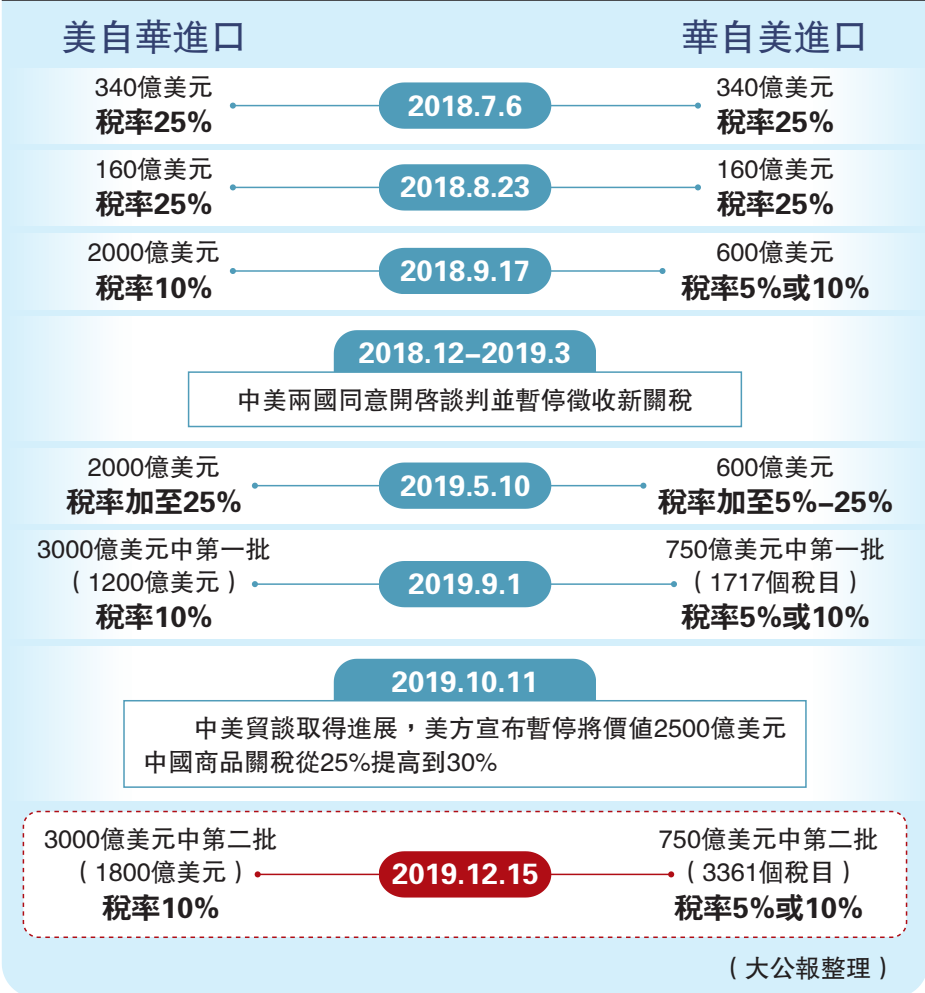 美自華進口
華自美進口
340億美元
稅率25%
2018.7.6
340億美元
稅率25%
160億美元
稅率25%
2018.8.23
160億美元
稅率25%
2000億美元
稅率10%
2018.9.17
600億美元
稅率5%或10%
2018.12–2019.3
中美兩國同意開啓談判並暫停徵收新關稅
2000億美元
稅率加至25%
2019.5.10
600億美元
稅率加至5%–25%
3000億美元中第一批
（1200億美元）
稅率10%
2019.9.1
750億美元中第一批
（1717個稅目）
稅率5%或10%
2019.10.11
中美貿談取得進展，美方宣布暫停將價值2500億美元
中國商品關稅從25%提高到30%
3000億美元中第二批
（1800億美元）
稅率10%
2019.12.15
750億美元中第二批
（3361個稅目）
稅率5%或10%
（大公報整理）